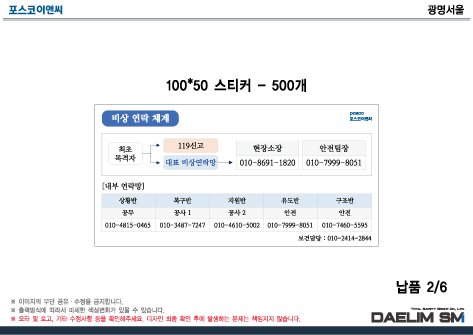 포스코이앤씨
광명서울
100*50 스티커 - 500개
비상 연락 체계
posco
포스코이앤씨
최초
목격자
119신고
대표 비상연락망
현장소장
010-8691-1820
안전팀장
010-7999-8051
[내부 연락망]
상황반 복구반 지원반 유도반 구조반
공무 공사1 공사2 안전 안전
010-4815-0465 010-3487-7247 010-4610-5002 010-7999-8051 010-7460-5595
보건담당 : 010-2414-2844
납품 2/6
※ 이미지의 무단 공유 · 수정을 금지합니다.
※ 출력방식에 따라서 미세한 색상변화가 있을 수 있습니다.
※ 오타 및 로고, 기타 수정사항 등을 확인해주세요. 디자인 최종 확인 후에 발생하는 문제는 책임지지 않습니다.
TOTAL SAFETY GROUP CO., LTD.
DAELIM SM